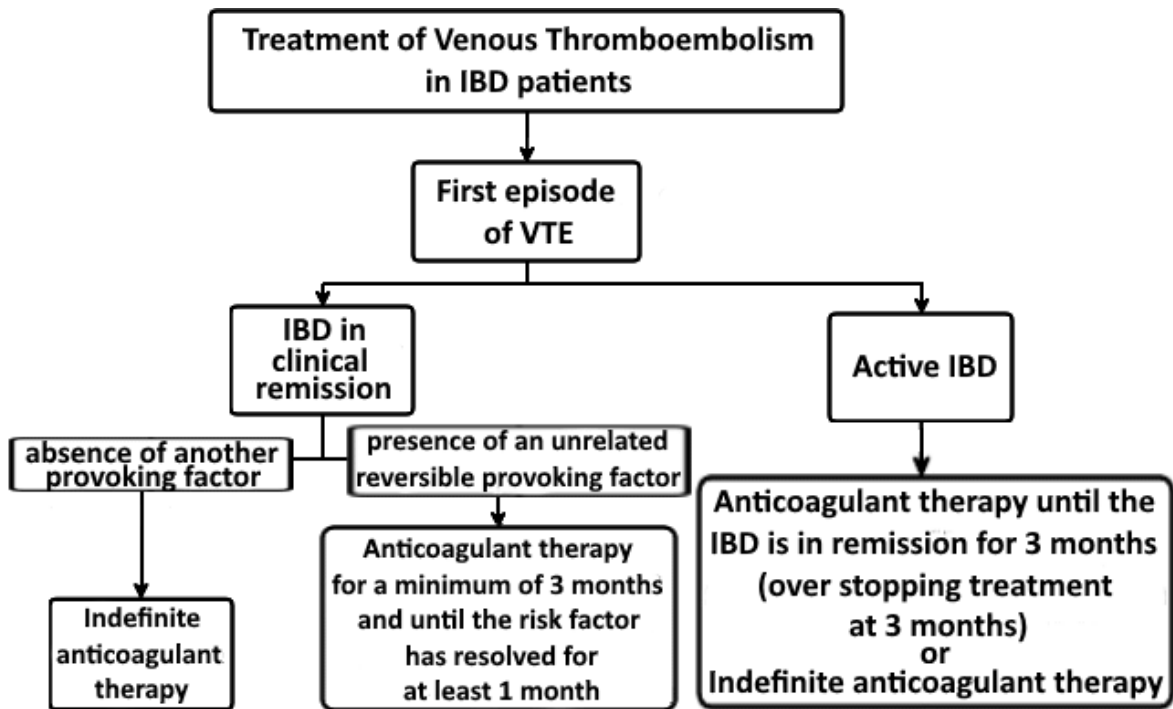 Treatment of Venous Thromboembolism
in IBD patients
First episode
of VTE
IBD in
clinical
remission
Active IBD
absence of another
provoking factor
presence of an unrelated
reversible provoking factor
Indefinite
anticoagulant
therapy
Anticoagulant therapy
for a minimum of 3 months
and until the risk factor
has resolved for
at least 1 month
Anticoagulant therapy until the
IBD is in remission for 3 months
(over stopping treatment
at 3 months)
or
Indefinite anticoagulant therapy